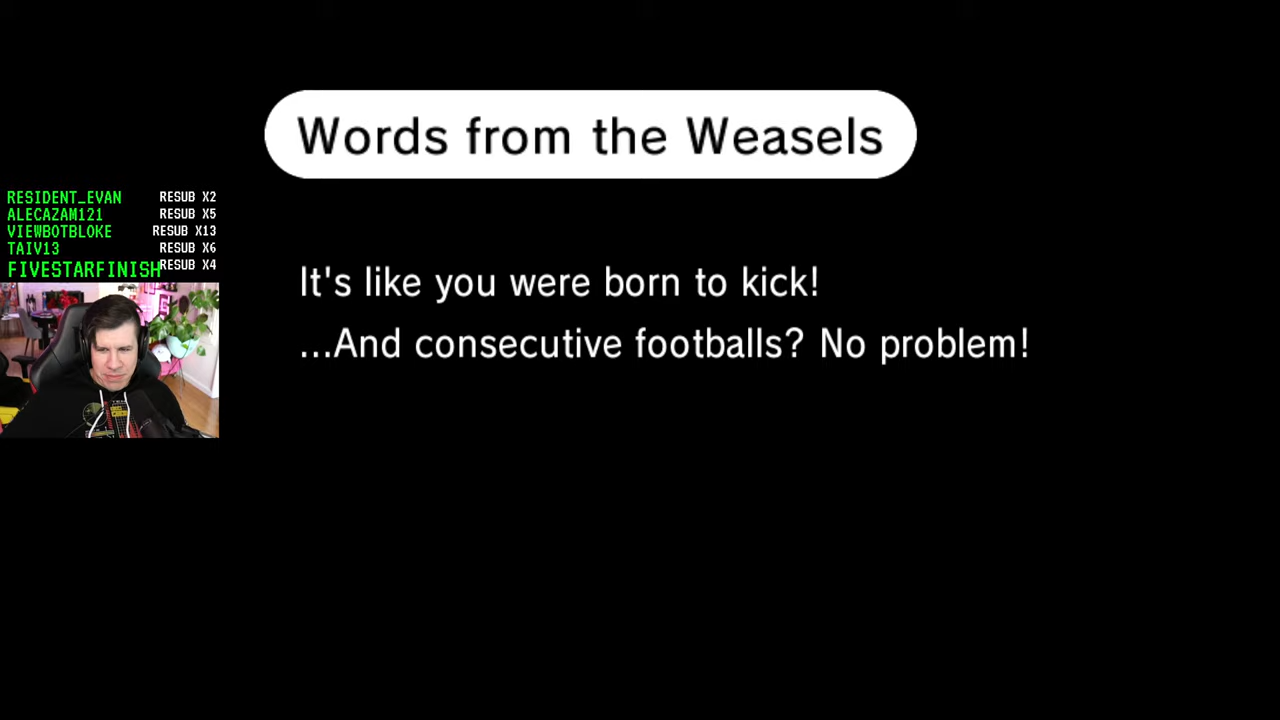 Words from the Weasels
RESIDENT_EVAN RESUB X2
ALECAZAM121 RESUB X5
VIEWBOTBLOKE RESUB X13
TAIV13 RESUB X6
FIVESTARFINISH RESUB X4
It's like you were born to kick!
...And consecutive footballs? No problem!